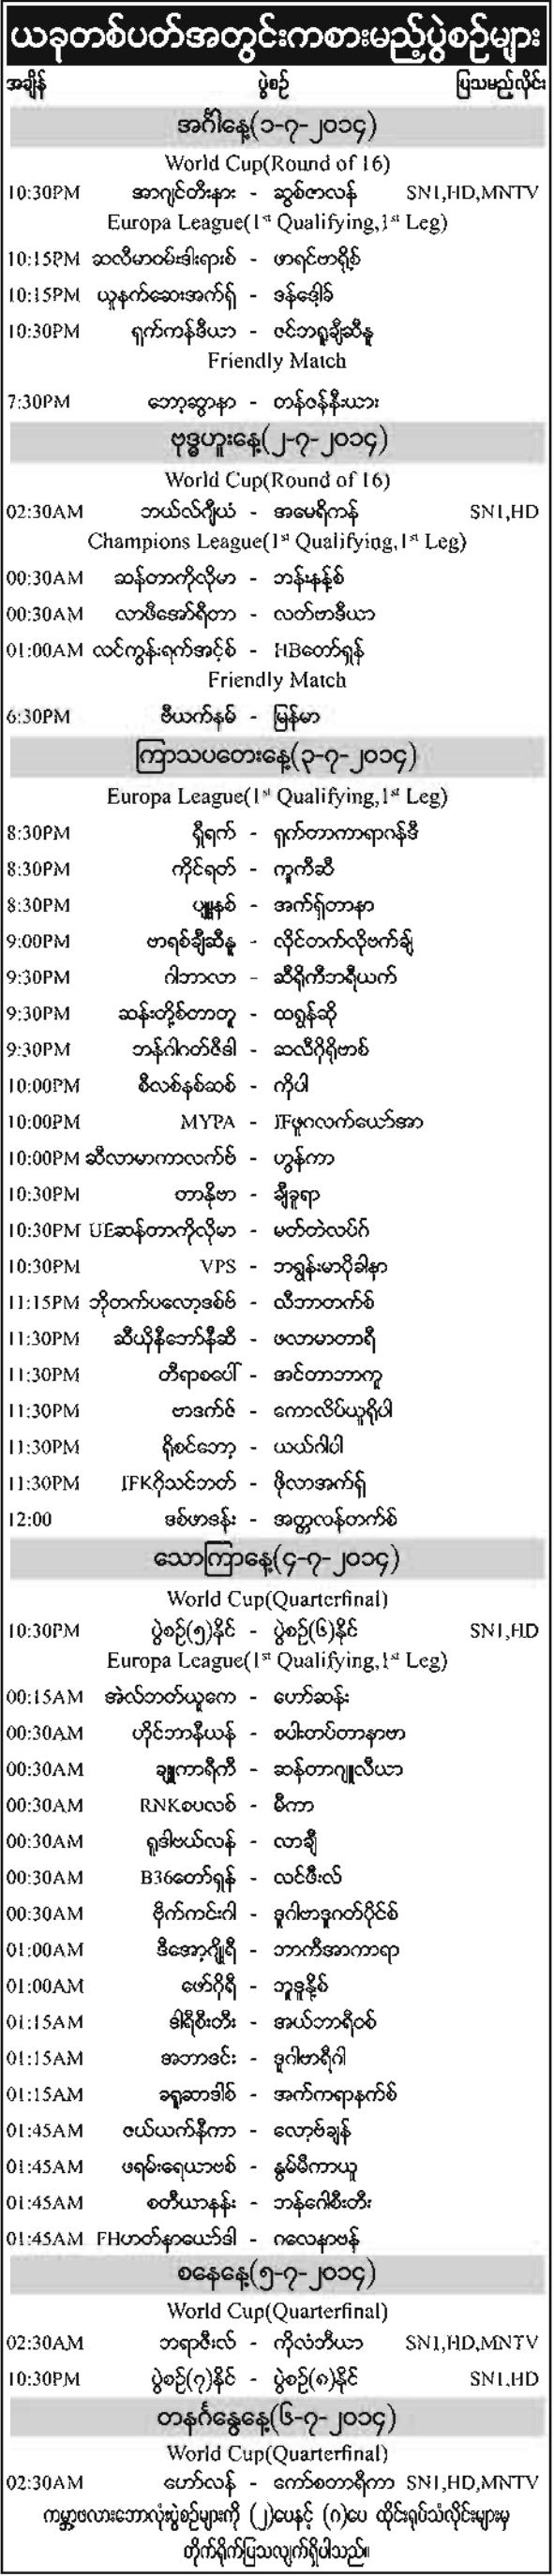 ယခုတစ်ပတ်အတွင်းကစားမည့်ပွဲစဉ်များ
အချိန် ပွဲစဉ် ပြသမည့်လိုင်း
အင်္ဂါနေ့(၁-၇-၂၀၁၄)
World Cup(Round of 16)
10:30PM အာဂျင်တီးနား - ဆွစ်ဇာလန် SN1,HD,MNTV
Europa League(1st Qualifying,1st Leg)
10:15PM ဆလီမာဝမ်းဒါးရားစ် - ဖာရင်ဗာရို့စ်
10:15PM ယူနက်ဆေးအက်ရှ် - ဒန်ဒေါ့ခ်
10:30PM ရှက်ကန်ဒီယာ - ဇင်ဘရူချီဆီနူ
Friendly Match
7:30PM ဘော့ဆွာနာ - တန်ဇန်နီးယား
ဗုဒ္ဓဟူးနေ့(၂-၇-၂၀၁၄)
World Cup(Round of 16)
02:30AM ဘယ်လ်ဂျီယံ - အမေရိကန် SN1,HD
Champions League(1st Qualifying,1st Leg)
00:30AM ဆန်တာကိုလိုမာ - ဘန်းနန့်စ်
00:30AM လာဖီအော်ရီတာ - လတ်ဗာဒီယာ
01:00AM လင်ကွန်းရက်အင့်စ် - HBတော်ရှန်
Friendly Match
6:30PM ဗီယက်နမ် - မြန်မာ
ကြာသပတေးနေ့(၃-၇-၂၀၁၄)
Europa League(1st Qualifying,1st Leg)
8:30PM ရှီရက် - ရှက်တာကာရာဂန်ဒီ
8:30PM ကိုင်ရတ် - ကူကီဆီ
8:30PM ပျူနစ် - အက်ရှ်တာနာ
9:00PM ဗာရစ်ချီဆီနူ - လိုင်တက်လိုဗက်ချ်
9:30PM ဂါဘာလာ - ဆီရိုကီဘရီယက်
9:30PM ဆန်းတို့စ်တာတူ - ထရွန်ဆို
9:30PM ဘန်ဂါဂတ်ဇီဒါ - ဆလီဂိုရိုဗာစ်
10:00PM စီလစ်နစ်ဆစ် - ကိုပါ
10:00PM MYPA - IFဖူဂလက်ယော်အာ
10:00PM ဆီလာမာကာလက်ဗ် - ဟွန်ကာ
10:30PM တာနိုဗာ - ချီခူရာ
10:30PM UEဆန်တာကိုလိုမာ - မတ်တဲလပ်ဂ်
10:30PM VPS - ဘရွန်းမာပိုခါနာ
11:15PM ဘိုတက်ပလော့ဒစ်ဗ် - လီဘာတက်စ်
11:30PM ဆီယိုနီဘော်နီဆီ - ဖလာမာတာရီ
11:30PM တီရာစပေါ် - အင်တာဘာကူ
11:30PM ဗာဒက်ဇ် - ကောလိပ်ယူရိုပါ
11:30PM ရိုစင်ဘော့ - ယယ်ဂါပါ
11:30PM IFKဂိုသင်ဘတ် - ဖိုလာအက်ရှ်
12:00 ဒစ်ဖာဒန်း - အတ္တလန်တက်စ်
သောကြာနေ့(၄-၇-၂၀၁၄)
World Cup(Quarterfinal)
10:30PM ပွဲစဉ်(၅)နိုင် - ပွဲစဉ်(၆)နိုင် SN1,HD
Europa League(1st Qualifying,1st Leg)
00:15AM အဲလ်ဘတ်ယူကေ - ဟော်ဆန်း
00:30AM ဟိုင်ဘာနီယန် - စပါးတပ်တာနာဗာ
00:30AM ချူကာရီကီ - ဆန်တာဂျူလီယာ
00:30AM RNKစပလစ် - မီကာ
00:30AM ရူဒါဗယ်လန် - လာချီ
00:30AM B36တော်ရှန် - လင်ဖီးလ်
00:30AM ဗိုက်ကင်းဂါ - ဒူဂါဗာဒူဂတ်ပိုင်စ်
01:00AM ဒီအော့ဂျိုရီ - ဘာကီအာကာရာ
01:00AM ဖော်ဂိုရီ - ဘူဒူနို့စ်
01:15AM ဒါရီစီးတီး - အယ်ဘာရီဝစ်
01:15AM အဘာဒင်း - ဒူဂါဗာရီဂါ
01:15AM ခရူဆာဒါစ် - အက်ကရာနက်စ်
01:45AM ဇယ်ယက်နီကာ - လော့ဗ်ချန်
01:45AM ဖရမ်းရေယာဗစ် - နွမ်မီကာယူ
01:45AM စတီယာနန်း - ဘန်ဂေါစီးတီး
01:45AM FHဟတ်နာယော်ဒါ - ဂလေနာဗန်
စနေနေ့(၅-၇-၂၀၁၄)
World Cup(Quarterfinal)
02:30AM ဘရာဇီးလ် - ကိုလံဘီယာ SN1,HD,MNTV
10:30PM ပွဲစဉ်(၇)နိုင် - ပွဲစဉ်(၈)နိုင် SN1,HD
တနင်္ဂနွေနေ့(၆-၇-၂၀၁၄)
World Cup(Quarterfinal)
02:30AM ဟော်လန် - ကော်စတာရီကာ SN1,HD,MNTV
ကမ္ဘာ့ဖလားဘောလုံးပွဲစဉ်များကို (၂)ပေနှင့် (၈)ပေ ထိုင်းရုပ်သံလိုင်းများမှ
တိုက်ရိုက်ပြသလျက်ရှိပါသည်။